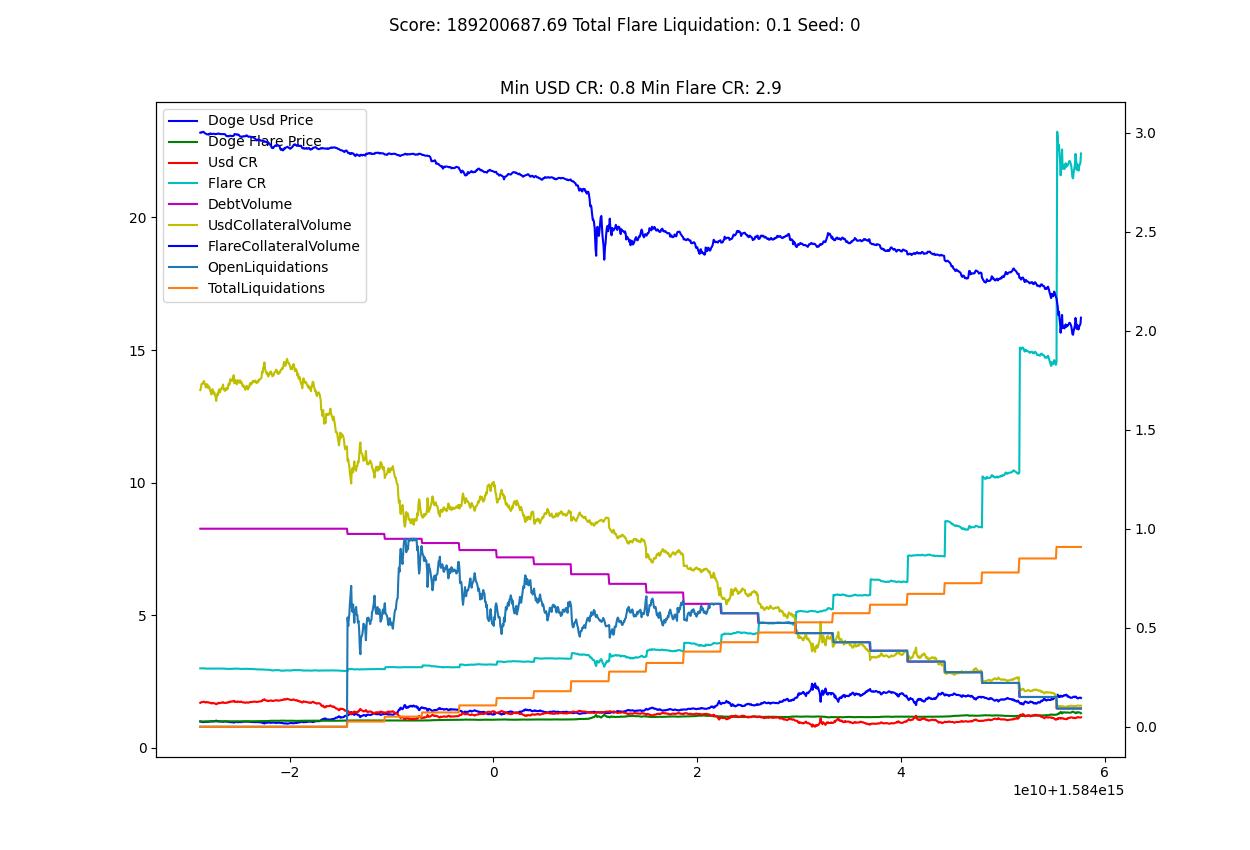 Score: 189200687.69 Total Flare Liquidation: 0.1 Seed: 0
Min USD CR: 0.8 Min Flare CR: 2.9
Doge Usd Price
Doge Flare Price
Usd CR
Flare CR
DebtVolume
UsdCollateralVolume
FlareCollateralVolume
OpenLiquidations
TotalLiquidations
20
15
10
5
0
3.0
2.5
2.0
1.5
1.0
0.5
0.0
−2
0
2
4
6
1e10+1.584e15